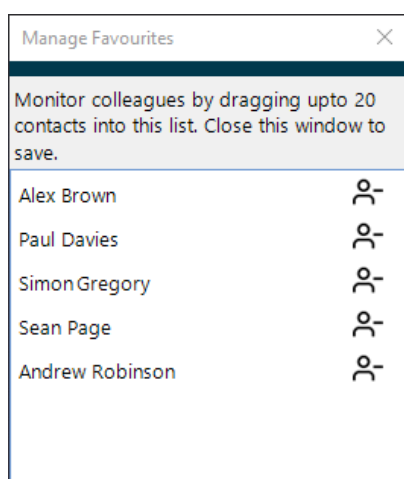 Manage Favourites
Monitor colleagues by dragging upto 20
contacts into this list. Close this window to
save.
Alex Brown
Paul Davies
Simon Gregory
Sean Page
Andrew Robinson